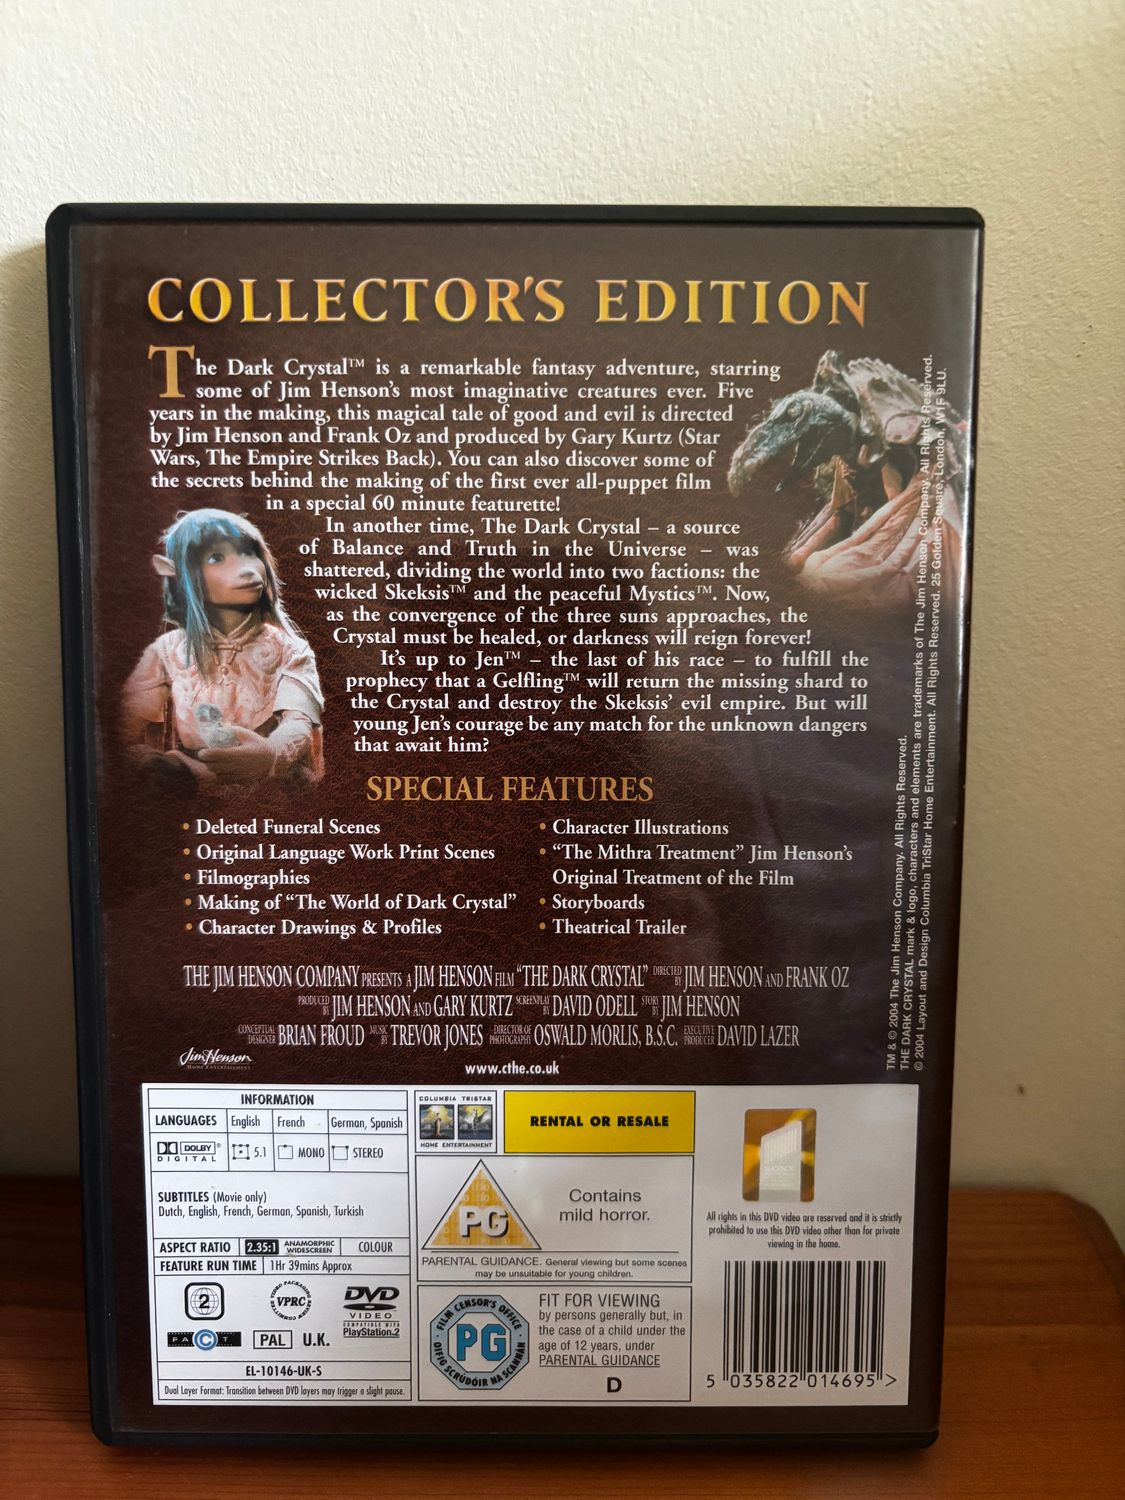 COLLECTOR'S EDITION
The Dark Crystal™ is a remarkable fantasy adventure, starring
some of Jim Henson's most imaginative creatures ever. Five
years in the making, this magical tale of good and evil is directed
by Jim Henson and Frank Oz and produced by Gary Kurtz (Star
Wars, The Empire Strikes Back). You can also discover some of
the secrets behind the making of the first ever all-puppet film
in a special 60 minute featurette!
In another time, The Dark Crystal – a source
of Balance and Truth in the Universe – was
shattered, dividing the world into two factions: the
wicked Skeksis™ and the peaceful Mystics™. Now,
as the convergence of the three suns approaches, the
Crystal must be healed, or darkness will reign forever!
It's up to Jen™ – the last of his race – to fulfill the
prophecy that a Gelfling™ will return the missing shard to
the Crystal and destroy the Skeksis' evil empire. But will
young Jen's courage be any match for the unknown dangers
that await him?
SPECIAL FEATURES
• Deleted Funeral Scenes
• Original Language Work Print Scenes
• Filmographies
• Making of “The World of Dark Crystal”
• Character Drawings & Profiles
• Character Illustrations
• “The Mithra Treatment” Jim Henson's
Original Treatment of the Film
• Storyboards
• Theatrical Trailer
THE JIM HENSON COMPANY PRESENTS A JIM HENSON FILM “THE DARK CRYSTAL” DIRECTED BY JIM HENSON AND FRANK OZ
PRODUCED BY JIM HENSON AND GARY KURTZ SCREENPLAY BY DAVID ODELL STORY BY JIM HENSON
CONCEPTUAL DESIGNER BRIAN FROUD MUSIC BY TREVOR JONES DIRECTOR OF PHOTOGRAPHY OSWALD MORLIS, B.S.C. EXECUTIVE PRODUCER DAVID LAZER
Jim Henson
HOME ENTERTAINMENT
www.cthe.co.uk
TM & © 2004 The Jim Henson Company. All Rights Reserved.
THE DARK CRYSTAL mark & logo, characters and elements are trademarks of The Jim Henson Company. All Rights Reserved.
© 2004 Layout and Design Columbia TriStar Home Entertainment. All Rights Reserved. 25 Golden Square, London, W1F 9LU.
INFORMATION
LANGUAGES English French German, Spanish
DOLBY DIGITAL 5.1 MONO STEREO
SUBTITLES (Movie only)
Dutch, English, French, German, Spanish, Turkish
ASPECT RATIO 2.35:1 ANAMORPHIC WIDESCREEN COLOUR
FEATURE RUN TIME 1Hr 39mins Approx
2
VIDEO PACKAGING REVIEW COMMITTEE
VPRC
DVD
VIDEO
COMPATIBLE WITH
PlayStation.2
FACT
PAL U.K.
EL-10146-UK-S
Dual Layer Format: Transition between DVD layers may trigger a slight pause.
COLUMBIA TRISTAR
HOME ENTERTAINMENT
RENTAL OR RESALE
PG
Contains
mild horror.
PARENTAL GUIDANCE. General viewing but some scenes
may be unsuitable for young children.
FILM CENSOR'S OFFICE
PG
OIFIG SCRÚDÓIR NA SCANNÁN
FIT FOR VIEWING
by persons generally but, in
the case of a child under the
age of 12 years, under
PARENTAL GUIDANCE
D
SONY
All rights in this DVD video are reserved and it is strictly
prohibited to use this DVD video other than for private
viewing in the home.
5 035822 014695 >